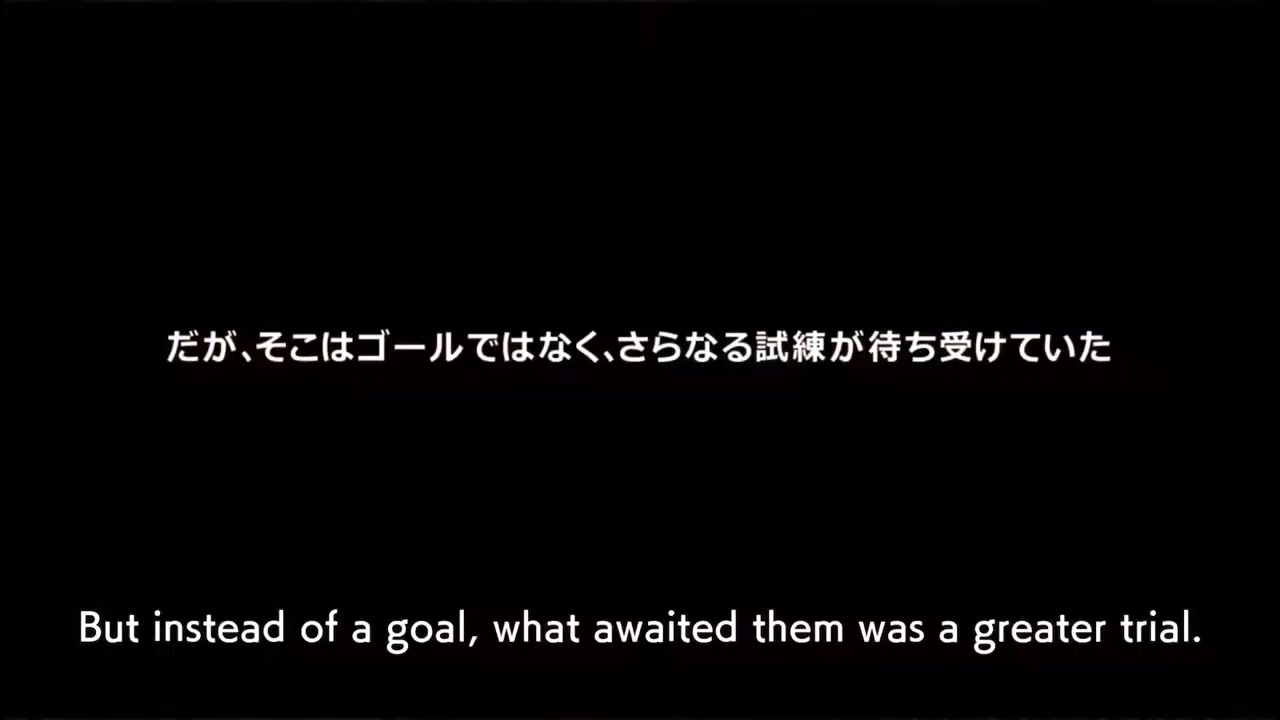 だが、そこはゴールではなく、さらなる試練が待ち受けていた
But instead of a goal, what awaited them was a greater trial.